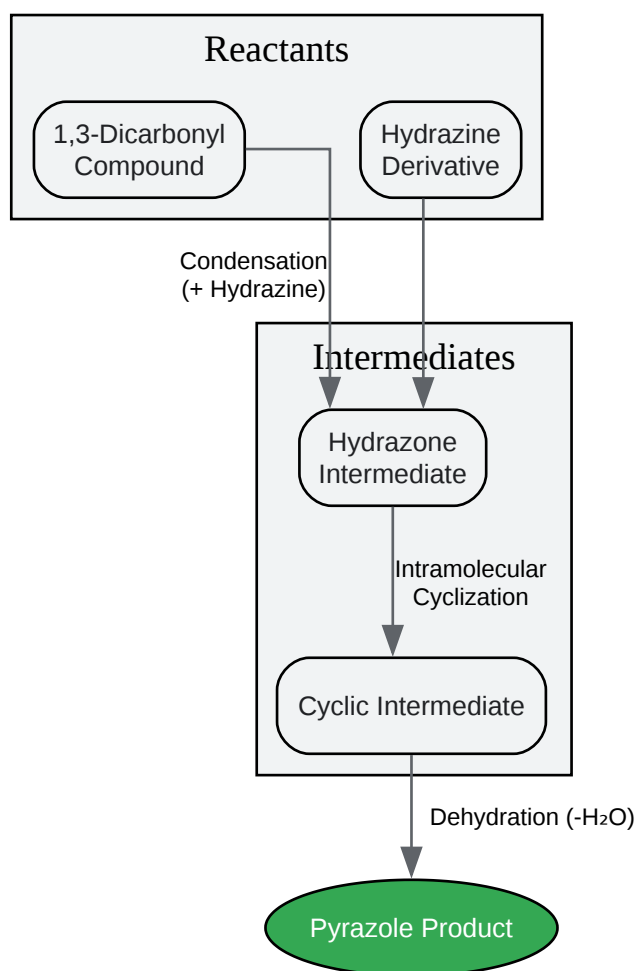 Reactants
1,3-Dicarbonyl
Compound
Hydrazine
Derivative
Condensation
(+ Hydrazine)
Intermediates
Hydrazone
Intermediate
Intramolecular
Cyclization
Cyclic Intermediate
Dehydration (-H₂O)
Pyrazole Product